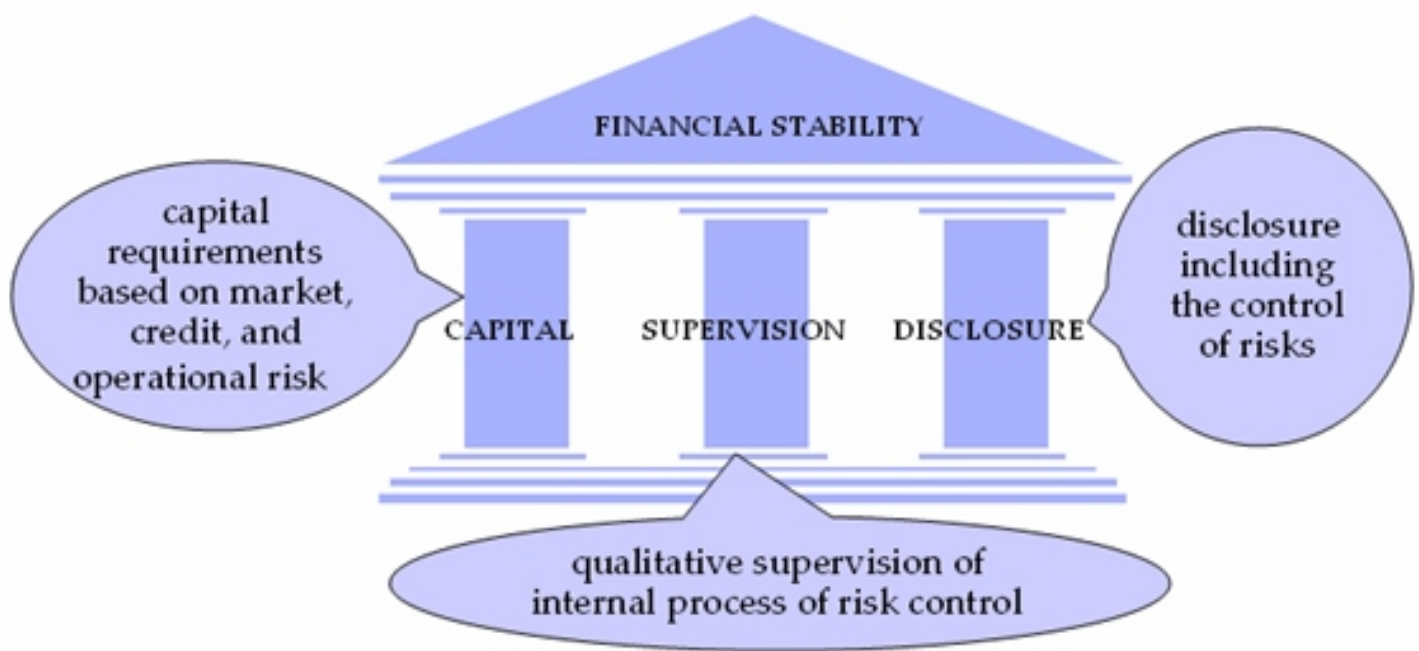 FINANCIAL STABILITY
capital
requirements
based on market,
credit, and
operational risk
CAPITAL
SUPERVISION
DISCLOSURE
disclosure
including
the control
of risks
qualitative supervision of
internal process of risk control